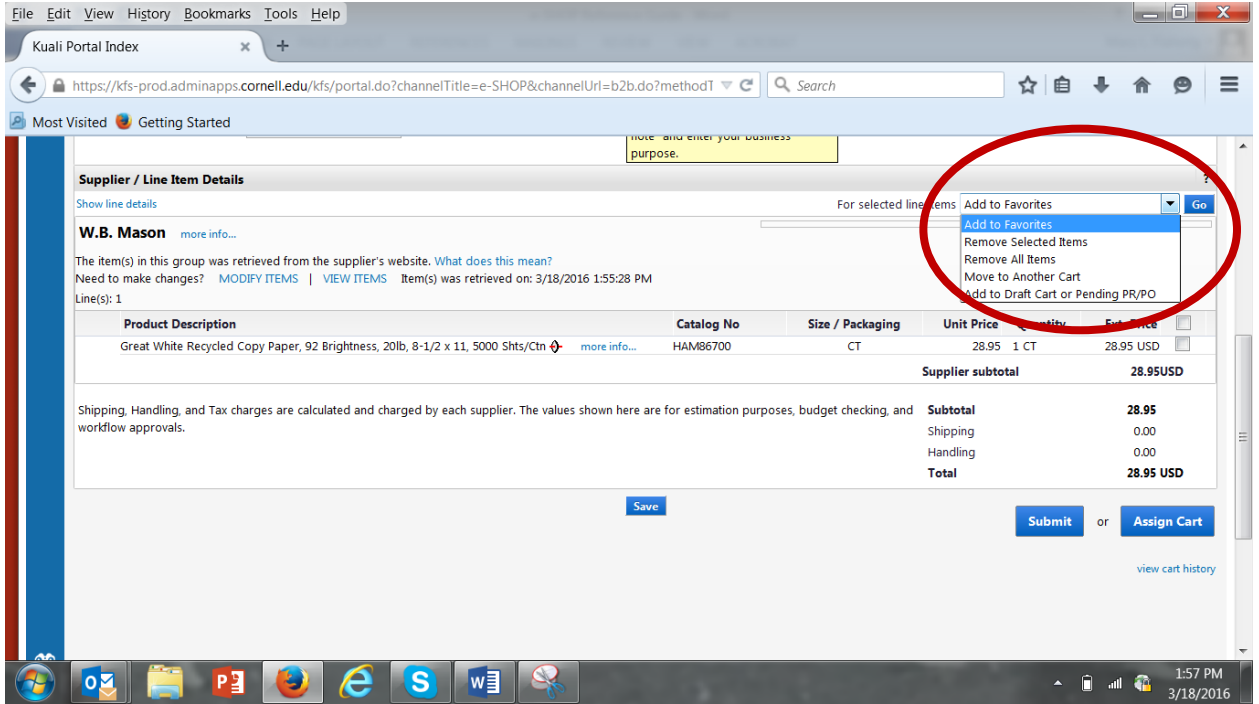 File Edit View History Bookmarks Tools Help
Kuali Portal Index × +
https://kfs-prod.adminapps.cornell.edu/kfs/portal.do?channelTitle=e-SHOP&channelUrl=b2b.do?methodT Search
Most Visited Getting Started
note" and enter your business
purpose.
Supplier / Line Item Details ?
Show line details For selected line items Add to Favorites Go
Add to Favorites
Remove Selected Items
Remove All Items
Move to Another Cart
Add to Draft Cart or Pending PR/PO
W.B. Mason more info...
The item(s) in this group was retrieved from the supplier's website. What does this mean?
Need to make changes? MODIFY ITEMS | VIEW ITEMS Item(s) was retrieved on: 3/18/2016 1:55:28 PM
Line(s): 1
Product Description Catalog No Size / Packaging Unit Price Quantity Ext. Price
Great White Recycled Copy Paper, 92 Brightness, 20lb, 8-1/2 x 11, 5000 Shts/Ctn more info... HAM86700 CT 28.95 1 CT 28.95 USD
Supplier subtotal 28.95USD
Shipping, Handling, and Tax charges are calculated and charged by each supplier. The values shown here are for estimation purposes, budget checking, and
workflow approvals.
Subtotal 28.95
Shipping 0.00
Handling 0.00
Total 28.95 USD
Save
Submit or Assign Cart
view cart history
1:57 PM
3/18/2016